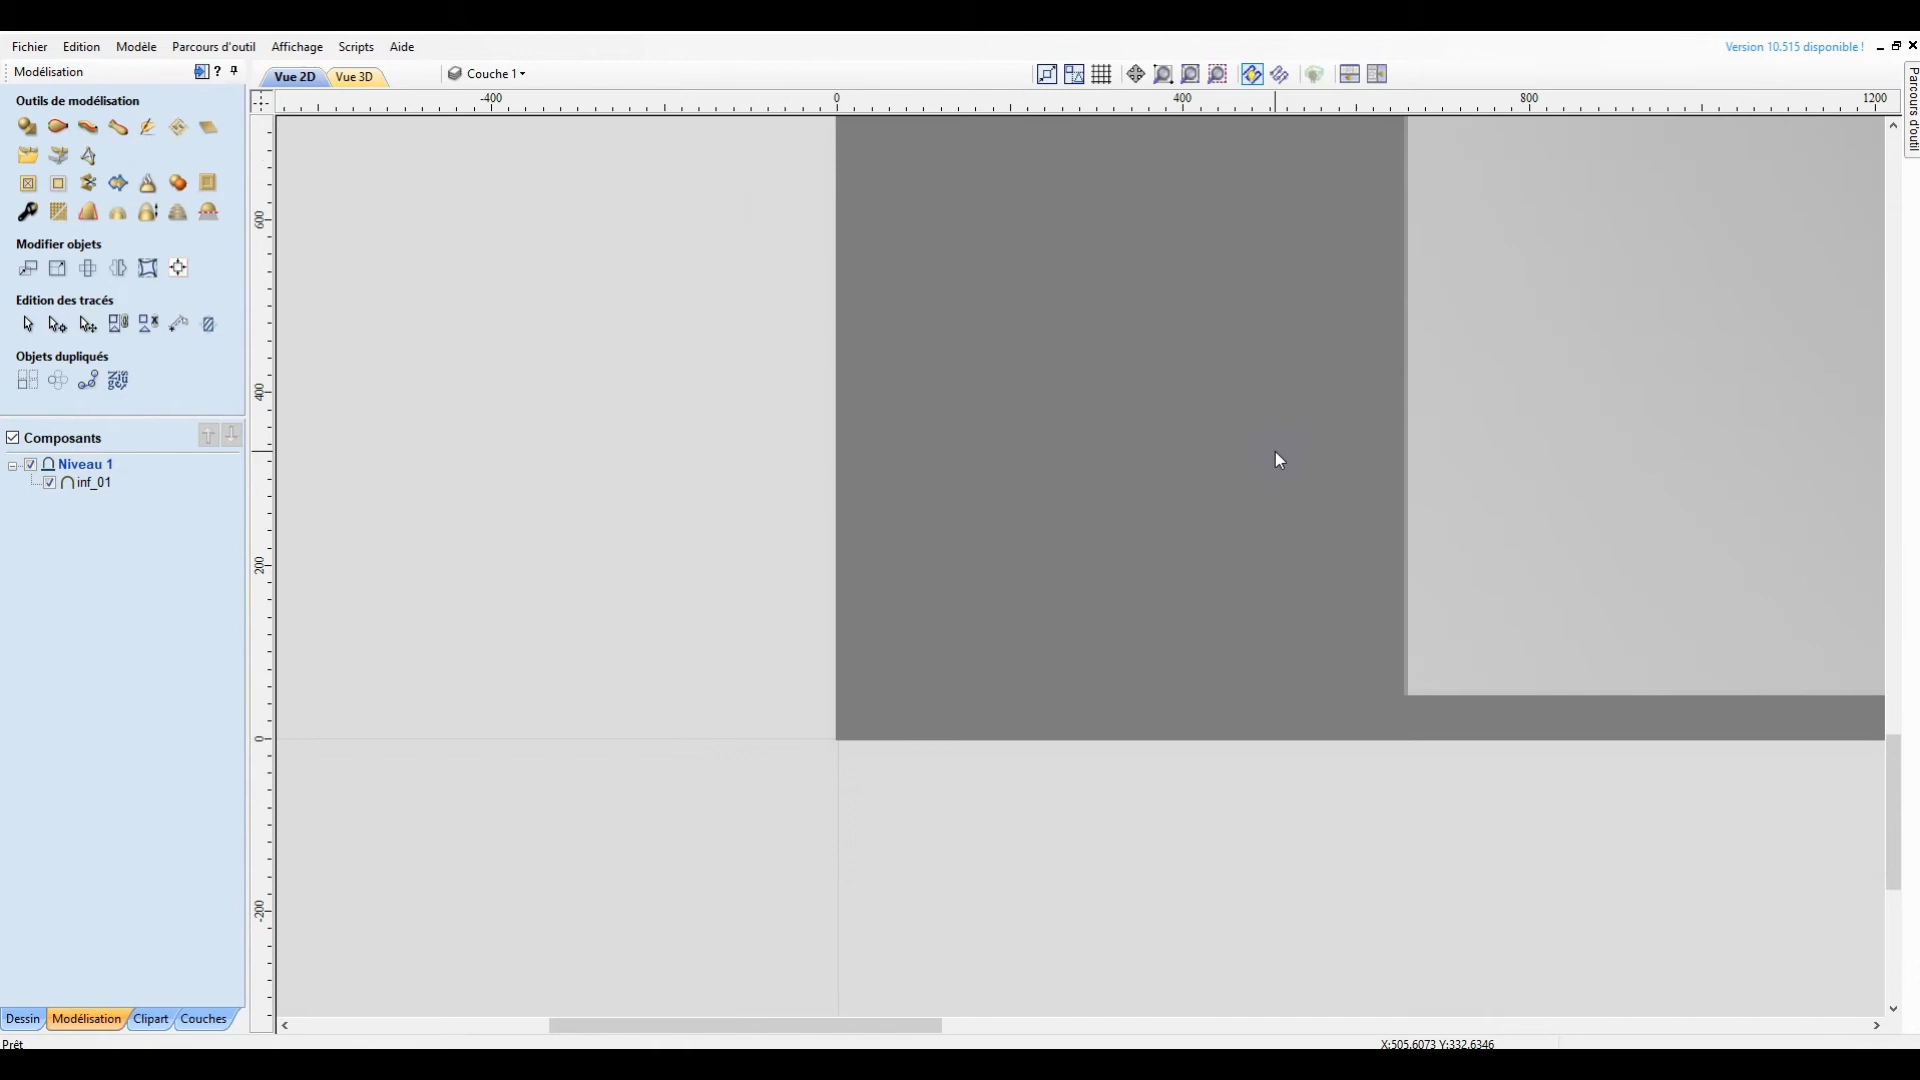 Fichier Edition Modèle Parcours d'outil Affichage Scripts Aide Version 10.515 disponible !
Modélisation ?
Vue 2D Vue 3D Couche 1
-400 0 400 800 1200
Outils de modélisation
Modifier objets
Edition des tracés
Objets dupliqués
Composants
Niveau 1
inf_01
600
400
200
0
-200
Parcours d'outil
Dessin Modélisation Clipart Couches
Prêt X:505.6073 Y:332.6346